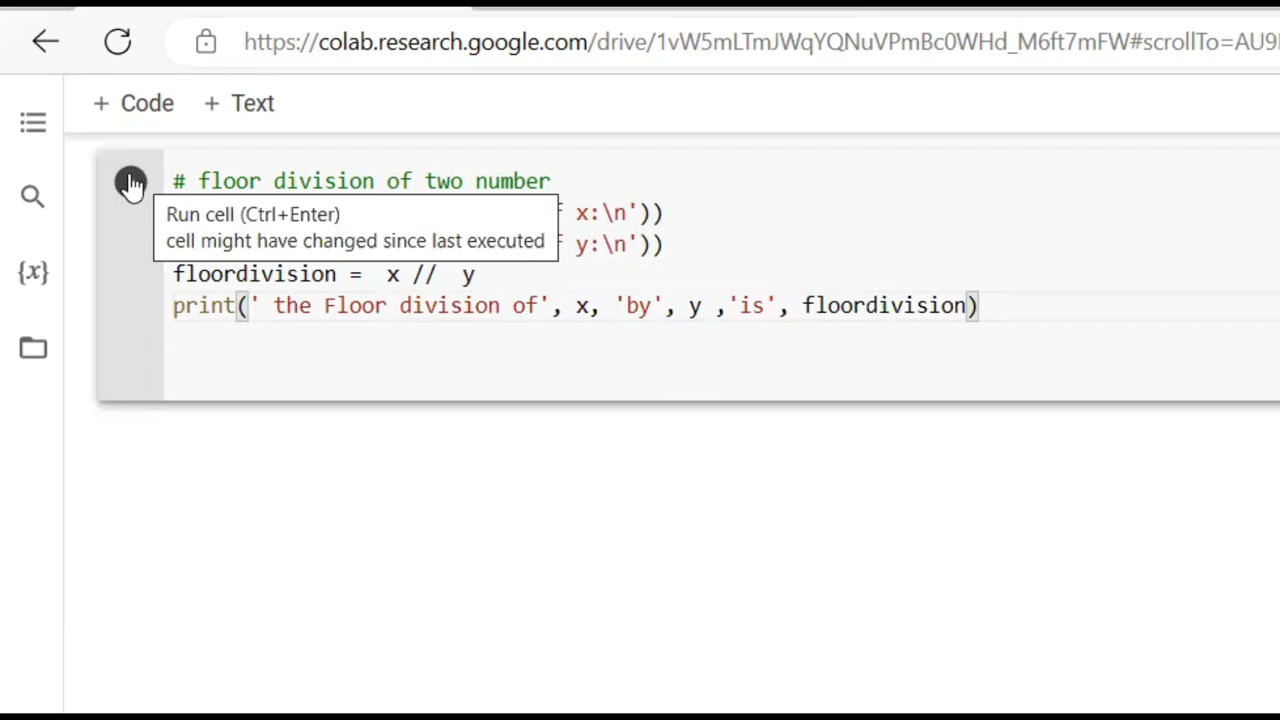 https://colab.research.google.com/drive/1vW5mLTmJWqYQNuVPmBc0WHd_M6ft7mFW#scrollTo=AU9
+ Code + Text
# floor division of two number
Run cell (Ctrl+Enter)
x:\n'))
cell might have changed since last executed
y:\n'))
floordivision = x // y
print(' the Floor division of', x, 'by', y ,'is', floordivision)
{x}